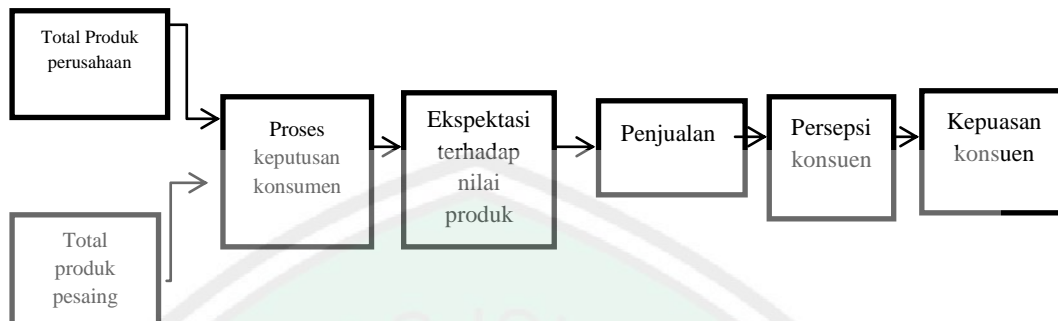 Total Produk
perusahaan
Proses
keputusan
konsumen
Ekspektasi
terhadap
nilai
produk
Penjualan
Persepsi
konsuen
Kepuasan
konsuen
Total
produk
pesaing